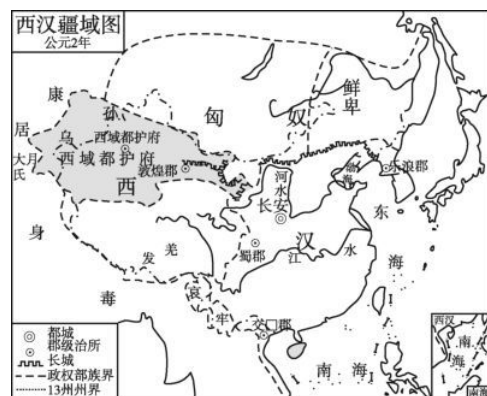 西汉疆域图
公元2年
康
居
大月氏
乌
孙
匈
奴
鲜
卑
西域都护府
西域都护府
敦煌郡
西
河
水
长安
渤
海
乐浪郡
东
海
身
毒
发
羌
蜀郡
汉
江
水
哀
牢
交口郡
南
海
都城
郡级治所
长城
政权部族界
13州州界
西汉
南
海